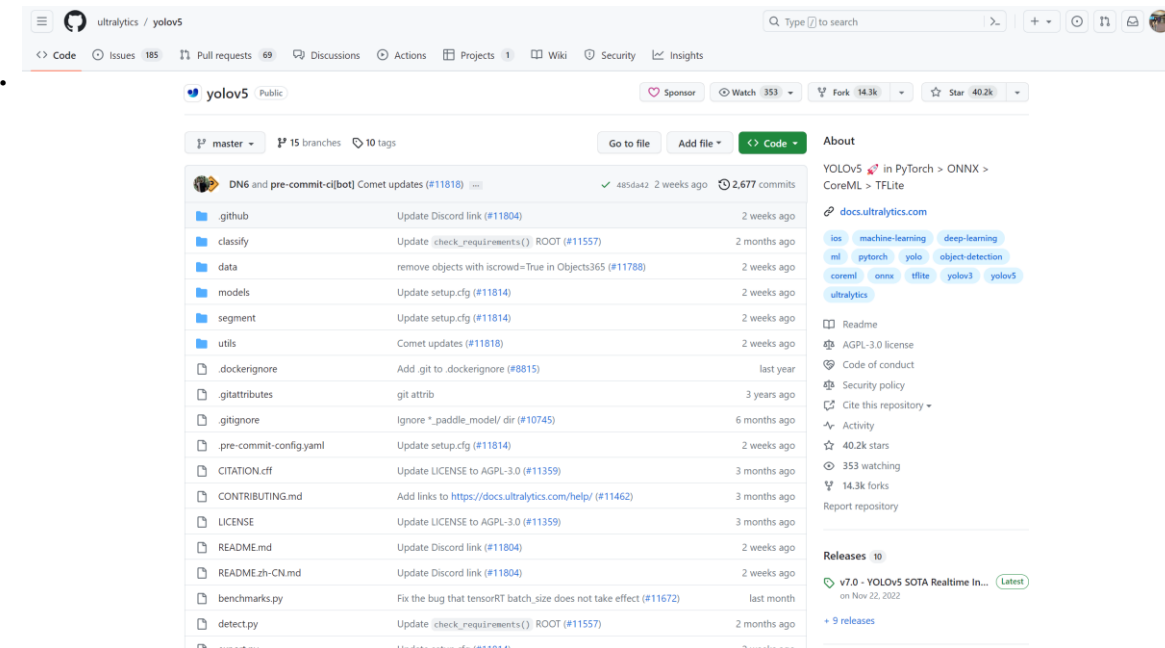 ultralytics / yolov5
Type / to search
Code Issues 185 Pull requests 69 Discussions Actions Projects 1 Wiki Security Insights
yolov5 Public
Sponsor Watch 353 Fork 14.3k Star 40.2k
master 15 branches 10 tags Go to file Add file Code
DN6 and pre-commit-ci[bot] Comet updates (#11818) ... 485da42 2 weeks ago 2,677 commits
.github Update Discord link (#11804) 2 weeks ago
classify Update check_requirements() ROOT (#11557) 2 months ago
data remove objects with iscrowd=True in Objects365 (#11788) 2 weeks ago
models Update setup.cfg (#11814) 2 weeks ago
segment Update setup.cfg (#11814) 2 weeks ago
utils Comet updates (#11818) 2 weeks ago
.dockerignore Add .git to .dockerignore (#8815) last year
.gitattributes git attrib 3 years ago
.gitignore Ignore *_paddle_model/ dir (#10745) 6 months ago
.pre-commit-config.yaml Update setup.cfg (#11814) 2 weeks ago
CITATION.cff Update LICENSE to AGPL-3.0 (#11359) 3 months ago
CONTRIBUTING.md Add links to https://docs.ultralytics.com/help/ (#11462) 3 months ago
LICENSE Update LICENSE to AGPL-3.0 (#11359) 3 months ago
README.md Update Discord link (#11804) 2 weeks ago
README.zh-CN.md Update Discord link (#11804) 2 weeks ago
benchmarks.py Fix the bug that tensorRT batch_size does not take effect (#11672) last month
detect.py Update check_requirements() ROOT (#11557) 2 months ago
About
YOLOv5 🚀 in PyTorch > ONNX >
CoreML > TFLite
docs.ultralytics.com
ios machine-learning deep-learning
ml pytorch yolo object-detection
coreml onnx tflite yolov3 yolov5
ultralytics
Readme
AGPL-3.0 license
Code of conduct
Security policy
Cite this repository
Activity
40.2k stars
353 watching
14.3k forks
Report repository
Releases 10
v7.0 - YOLOv5 SOTA Realtime In... Latest
on Nov 22, 2022
+ 9 releases